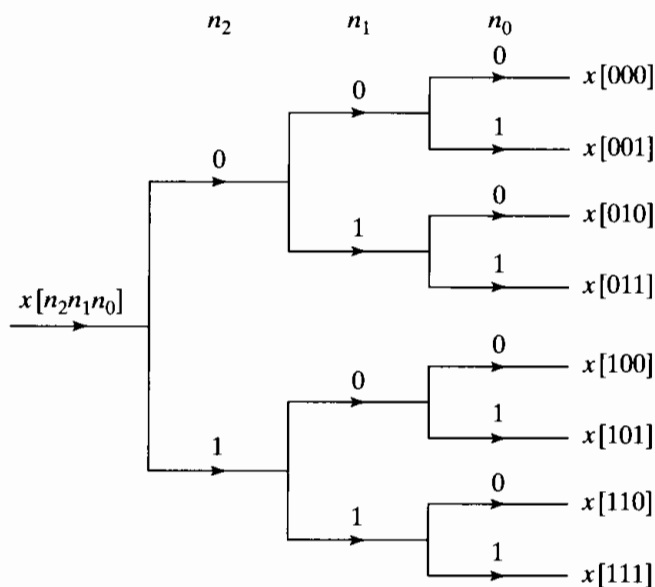 n₂ n₁ n₀
0
x[000]
0
1
x[001]
0
0
x[010]
1
1
x[011]
x[n₂n₁n₀]
0
x[100]
0
1
x[101]
1
0
x[110]
1
1
x[111]